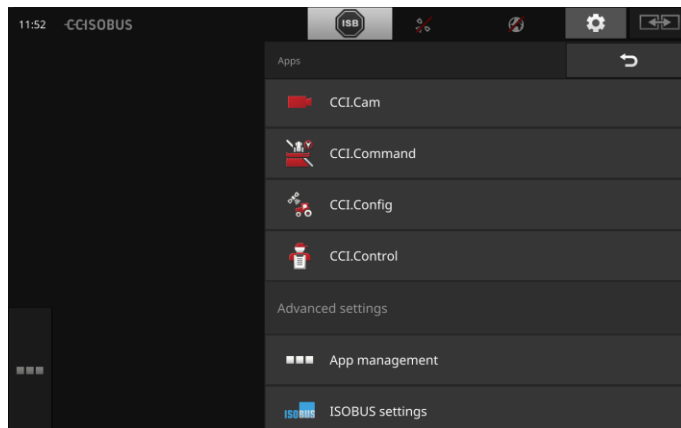 11:52 CCISOBUS
ISB
Apps
CCI.Cam
CCI.Command
CCI.Config
CCI.Control
Advanced settings
App management
ISOBUS ISOBUS settings